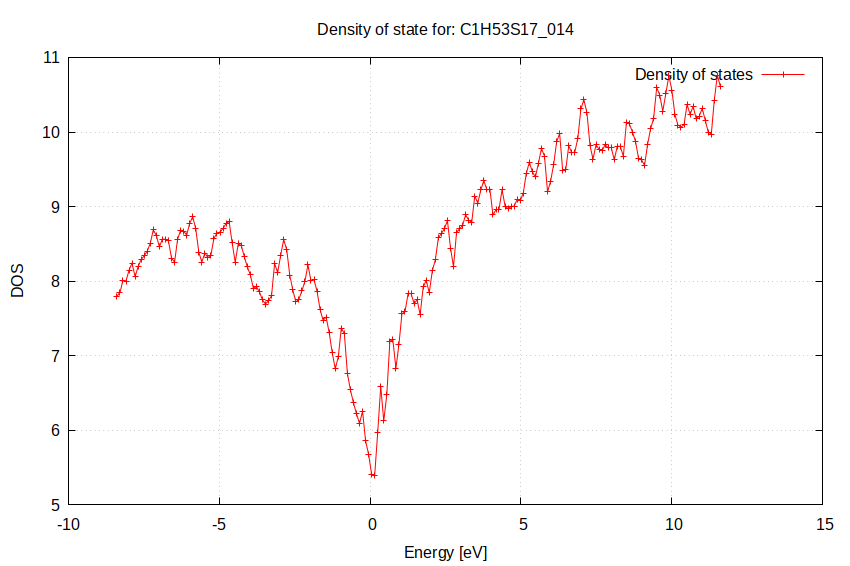 Density of state for: C1H53S17_014
Density of states
11
10
9
8
7
6
5
DOS
-10 -5 0 5 10 15
Energy [eV]